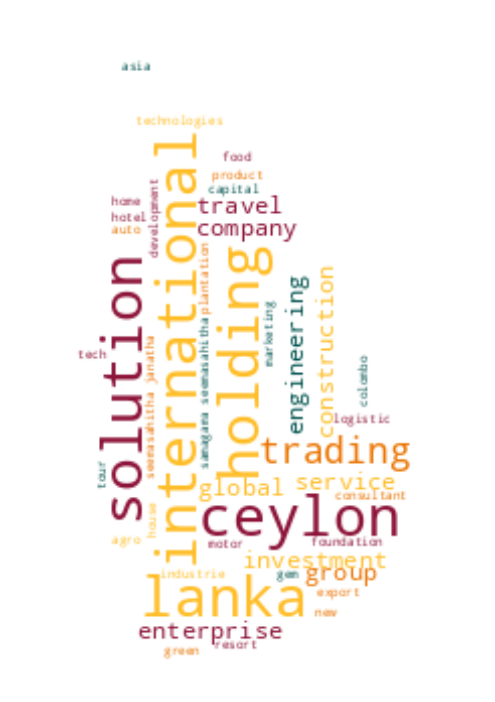 asia
technologies
food
product
capital
home
travel
hotel
auto
company
development
international
holding
solution
plantation
engineering
construction
marketing
samagama seemasahitha
seemasahitha janatha
tech
colombo
logistic
trading
tour
global
service
consultant
ceylon
house
agro
motor
foundation
investment
industrie
gem
group
lanka
export
new
enterprise
resort
green